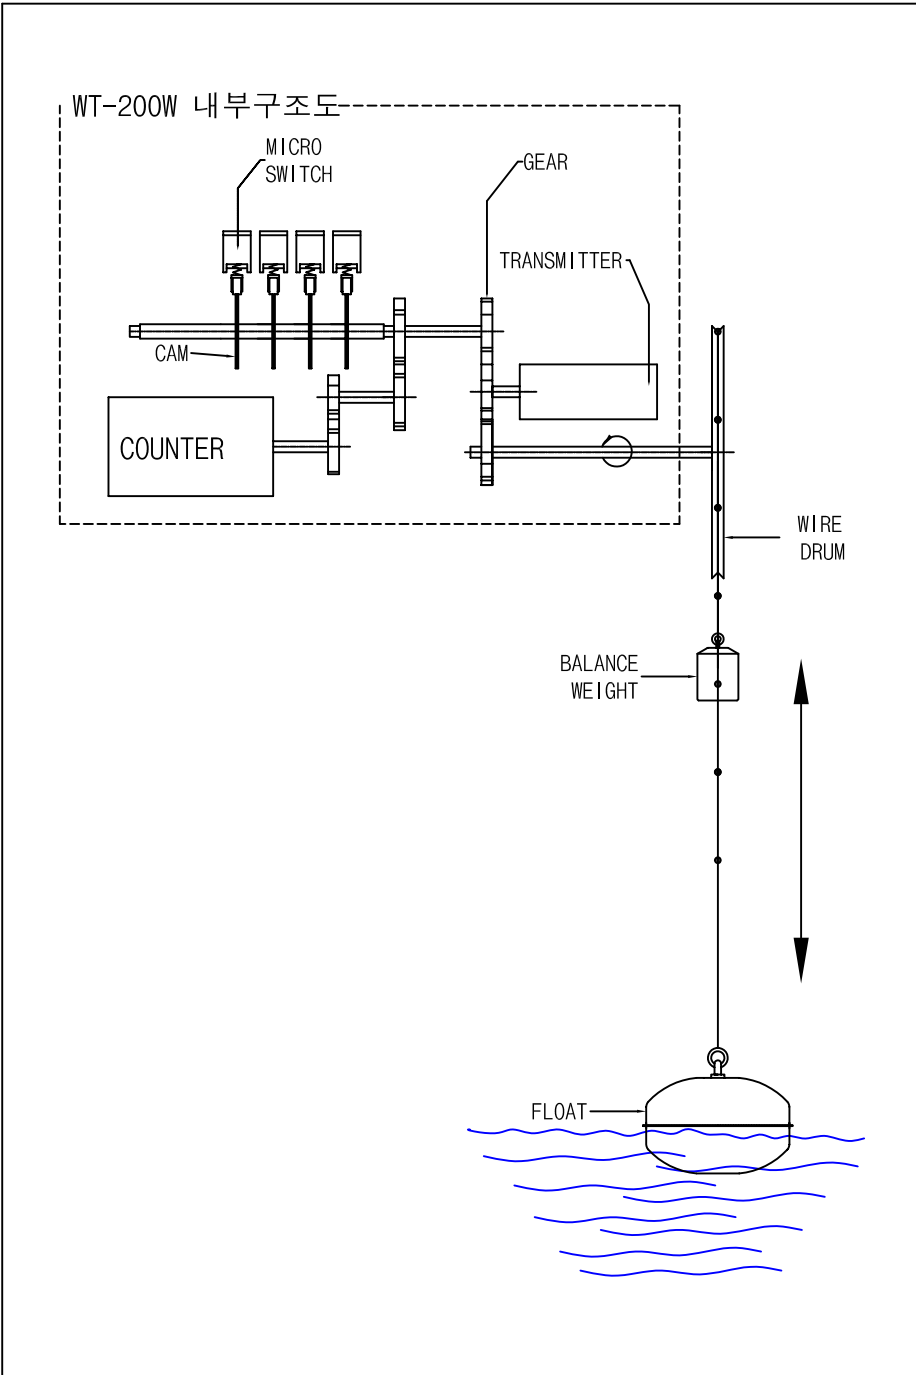 WT-200W 내부구조도
MICRO
SWITCH
GEAR
TRANSMITTER
CAM
COUNTER
WIRE
DRUM
BALANCE
WEIGHT
FLOAT